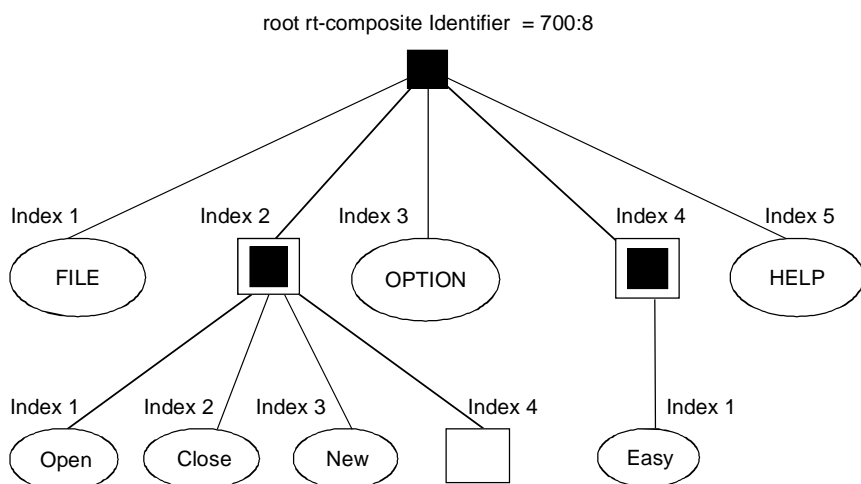 root rt-composite Identifier = 700:8
Index 1
Index 2
Index 3
Index 4
Index 5
FILE
OPTION
HELP
Index 1
Index 2
Index 3
Index 4
Index 1
Open
Close
New
Easy